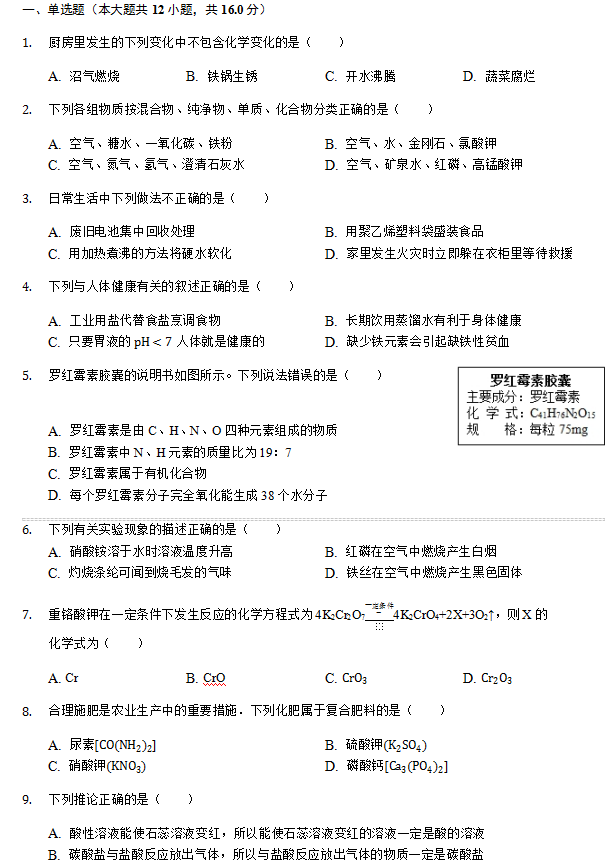 一、单选题（本大题共 12 小题，共 16.0 分）
1. 厨房里发生的下列变化中不包含化学变化的是（ ）
A. 沼气燃烧 B. 铁锅生锈 C. 开水沸腾 D. 蔬菜腐烂
2. 下列各组物质按混合物、纯净物、单质、化合物分类正确的是（ ）
A. 空气、糖水、一氧化碳、铁粉 B. 空气、水、金刚石、氯酸钾
C. 空气、氮气、氢气、澄清石灰水 D. 空气、矿泉水、红磷、高锰酸钾
3. 日常生活中下列做法不正确的是（ ）
A. 废旧电池集中回收处理 B. 用聚乙烯塑料袋盛装食品
C. 用加热煮沸的方法将硬水软化 D. 家里发生火灾时立即躲在衣柜里等待救援
4. 下列与人体健康有关的叙述正确的是（ ）
A. 工业用盐代替食盐烹调食物 B. 长期饮用蒸馏水有利于身体健康
C. 只要胃液的 pH＜7 人体就是健康的 D. 缺少铁元素会引起缺铁性贫血
5. 罗红霉素胶囊的说明书如图所示。下列说法错误的是（ ）
罗红霉素胶囊
主要成分：罗红霉素
化 学 式：C₄₁H₇₆N₂O₁₅
规 格：每粒 75mg
A. 罗红霉素是由 C、H、N、O 四种元素组成的物质
B. 罗红霉素中 N、H 元素的质量比为 19：7
C. 罗红霉素属于有机化合物
D. 每个罗红霉素分子完全氧化能生成 38 个水分子
6. 下列有关实验现象的描述正确的是（ ）
A. 硝酸铵溶于水时溶液温度升高 B. 红磷在空气中燃烧产生白烟
C. 灼烧涤纶可闻到烧毛发的气味 D. 铁丝在空气中燃烧产生黑色固体
7. 重铬酸钾在一定条件下发生反应的化学方程式为 4K₂Cr₂O₇ 一定条件 4K₂CrO₄+2X+3O₂↑，则 X 的
化学式为（ ）
A. Cr B. CrO C. CrO₃ D. Cr₂O₃
8. 合理施肥是农业生产中的重要措施．下列化肥属于复合肥料的是（ ）
A. 尿素[CO(NH₂)₂] B. 硫酸钾(K₂SO₄)
C. 硝酸钾(KNO₃) D. 磷酸钙[Ca₃(PO₄)₂]
9. 下列推论正确的是（ ）
A. 酸性溶液能使石蕊溶液变红，所以能使石蕊溶液变红的溶液一定是酸的溶液
B. 碳酸盐与盐酸反应放出气体，所以与盐酸反应放出气体的物质一定是碳酸盐